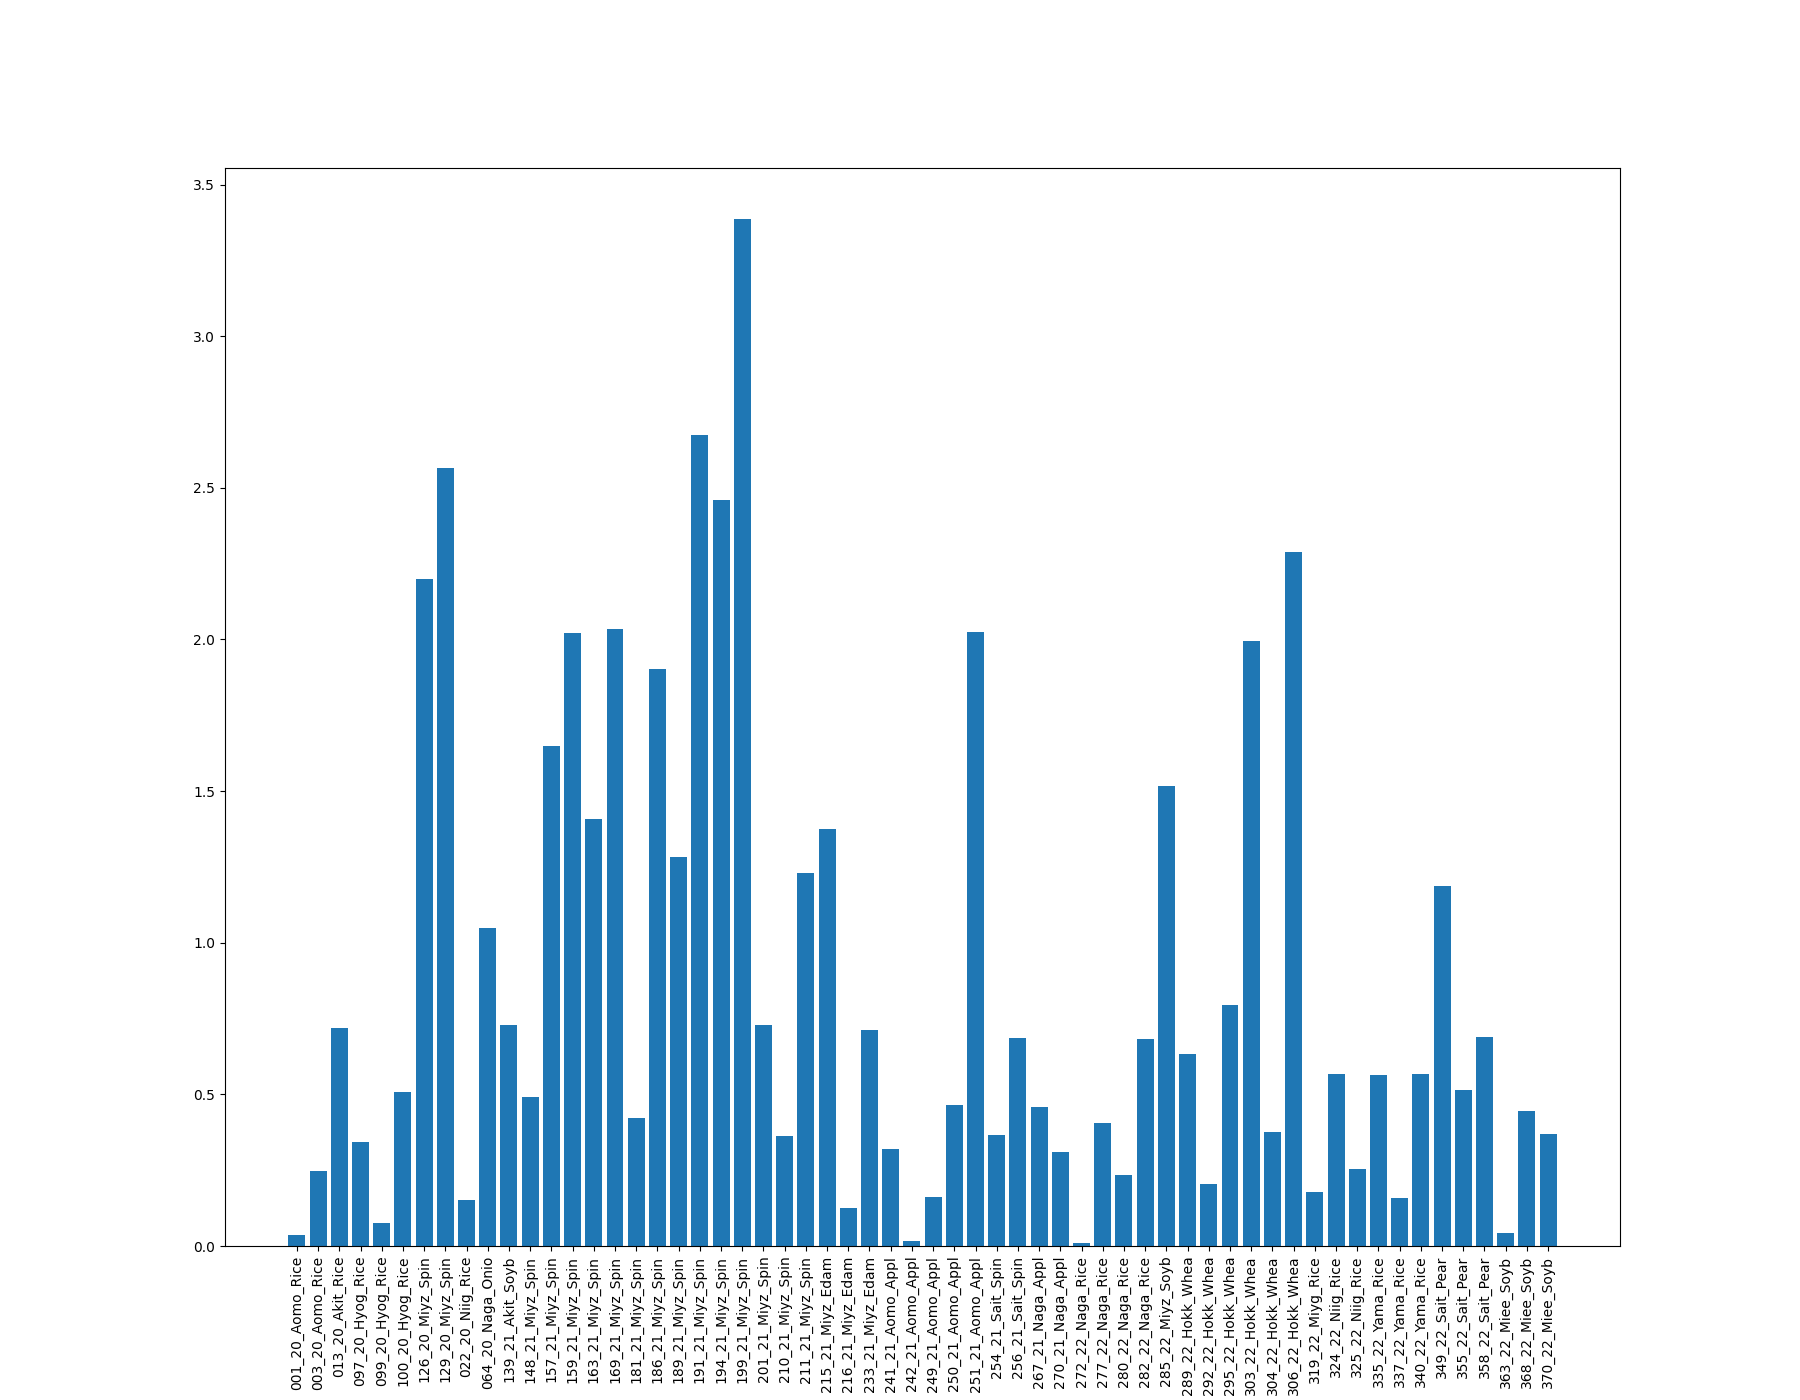 3.5
3.0
2.5
2.0
1.5
1.0
0.5
0.0
001_20_Aomo_Rice
003_20_Aomo_Rice
013_20_Akit_Rice
097_20_Hyog_Rice
099_20_Hyog_Rice
100_20_Hyog_Rice
126_20_Miyz_Spin
129_20_Miyz_Spin
022_20_Niig_Rice
064_20_Naga_Onio
139_21_Akit_Soyb
148_21_Miyz_Spin
157_21_Miyz_Spin
159_21_Miyz_Spin
163_21_Miyz_Spin
169_21_Miyz_Spin
181_21_Miyz_Spin
186_21_Miyz_Spin
189_21_Miyz_Spin
191_21_Miyz_Spin
194_21_Miyz_Spin
199_21_Miyz_Spin
201_21_Miyz_Spin
210_21_Miyz_Spin
211_21_Miyz_Spin
215_21_Miyz_Edam
216_21_Miyz_Edam
233_21_Miyz_Edam
241_21_Aomo_Appl
242_21_Aomo_Appl
249_21_Aomo_Appl
250_21_Aomo_Appl
251_21_Aomo_Appl
254_21_Sait_Spin
256_21_Sait_Spin
267_21_Naga_Appl
270_21_Naga_Appl
272_22_Naga_Rice
277_22_Naga_Rice
280_22_Naga_Rice
282_22_Naga_Rice
285_22_Miyz_Soyb
289_22_Hokk_Whea
292_22_Hokk_Whea
295_22_Hokk_Whea
303_22_Hokk_Whea
304_22_Hokk_Whea
306_22_Hokk_Whea
319_22_Miyg_Rice
324_22_Niig_Rice
325_22_Niig_Rice
335_22_Yama_Rice
337_22_Yama_Rice
340_22_Yama_Rice
349_22_Sait_Pear
355_22_Sait_Pear
358_22_Sait_Pear
363_22_Miee_Soyb
368_22_Miee_Soyb
370_22_Miee_Soyb